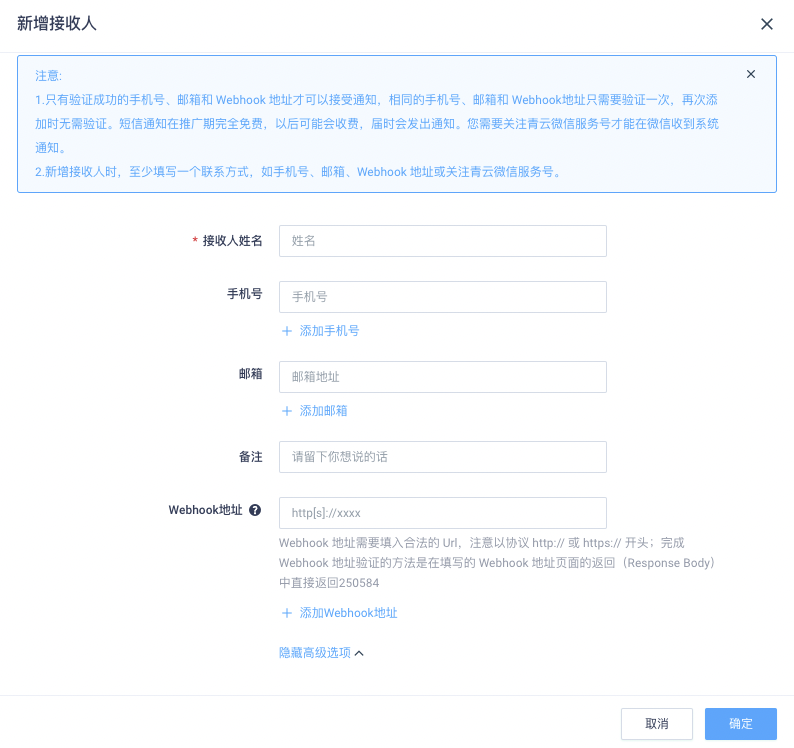 新增接收人
注意:
1.只有验证成功的手机号、邮箱和 Webhook 地址才可以接受通知，相同的手机号、邮箱和 Webhook地址只需要验证一次，再次添
加时无需验证。短信通知在推广期完全免费，以后可能会收费，届时会发出通知。您需要关注青云微信服务号才能在微信收到系统
通知。
2.新增接收人时，至少填写一个联系方式，如手机号、邮箱、Webhook 地址或关注青云微信服务号。
* 接收人姓名 姓名
手机号 手机号
+ 添加手机号
邮箱 邮箱地址
+ 添加邮箱
备注 请留下你想说的话
Webhook地址 ? http[s]://xxxx
Webhook 地址需要填入合法的 Url，注意以协议 http:// 或 https:// 开头；完成
Webhook 地址验证的方法是在填写的 Webhook 地址页面的返回（Response Body）
中直接返回250584
+ 添加Webhook地址
隐藏高级选项
取消 确定